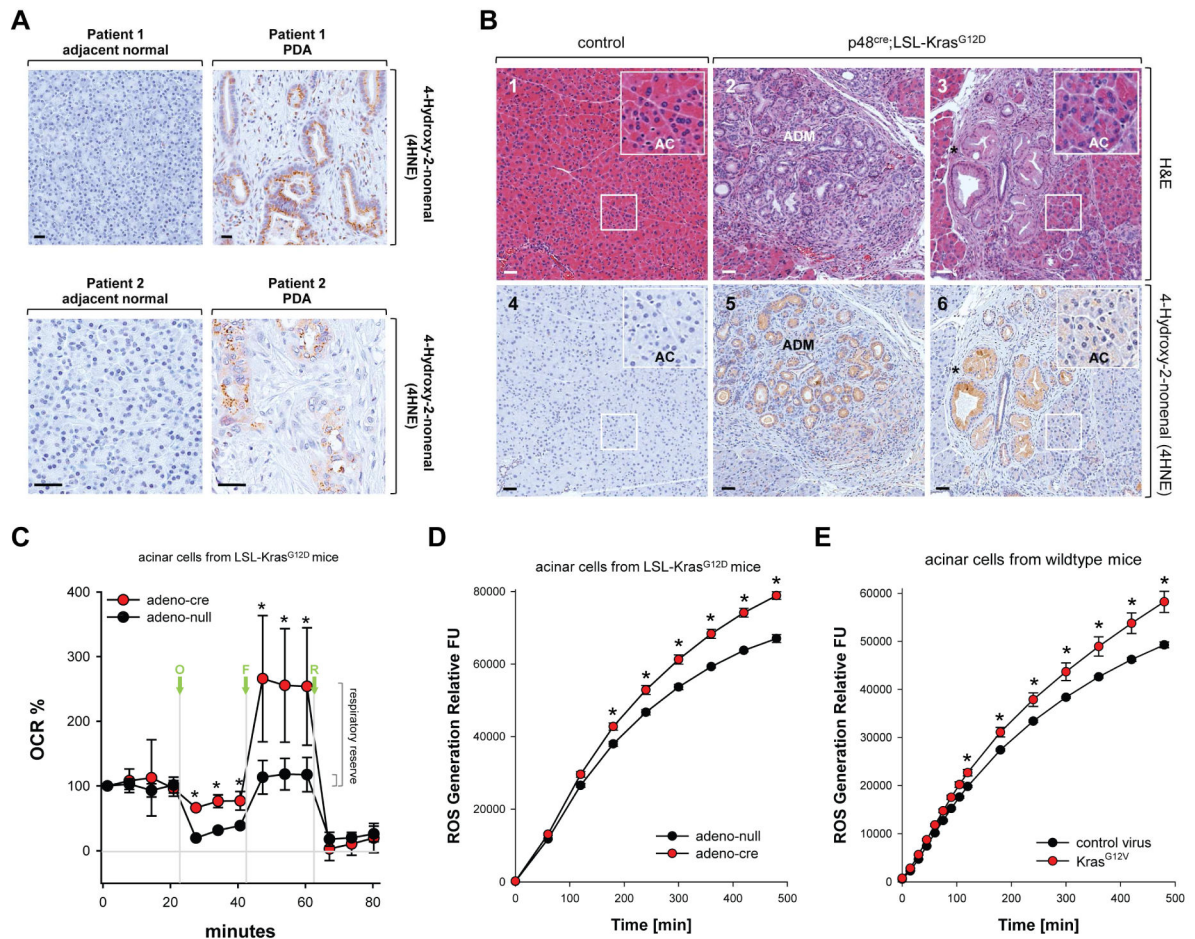 A
Patient 1
adjacent normal
Patient 1
PDA
4-Hydroxy-2-nonenal
(4HNE)
Patient 2
adjacent normal
Patient 2
PDA
4-Hydroxy-2-nonenal
(4HNE)
B
control
p48cre;LSL-KrasG12D
1
AC
2
ADM
3
*
AC
H&E
4
AC
5
ADM
6
*
AC
4-Hydroxy-2-nonenal (4HNE)
C
acinar cells from LSL-KrasG12D mice
adeno-cre
adeno-null
O
F
R
* * *
* * *
respiratory reserve
OCR %
400
300
200
100
0
0 20 40 60 80
minutes
D
acinar cells from LSL-KrasG12D mice
ROS Generation Relative FU
80000
60000
40000
20000
0
* * * * * *
adeno-null
adeno-cre
0 100 200 300 400 500
Time [min]
E
acinar cells from wildtype mice
ROS Generation Relative FU
60000
50000
40000
30000
20000
10000
0
* * * * * * *
control virus
KrasG12V
0 100 200 300 400 500
Time [min]